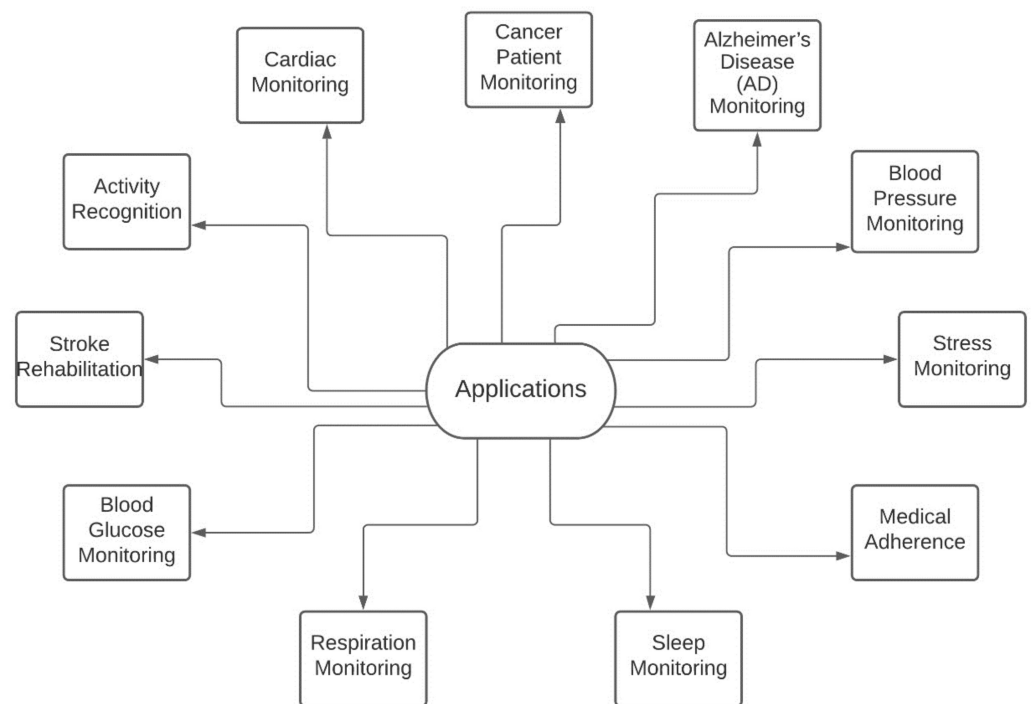 Cardiac
Monitoring
Cancer
Patient
Monitoring
Alzheimer's
Disease
(AD)
Monitoring
Activity
Recognition
Blood
Pressure
Monitoring
Stroke
Rehabilitation
Applications
Stress
Monitoring
Blood
Glucose
Monitoring
Medical
Adherence
Respiration
Monitoring
Sleep
Monitoring